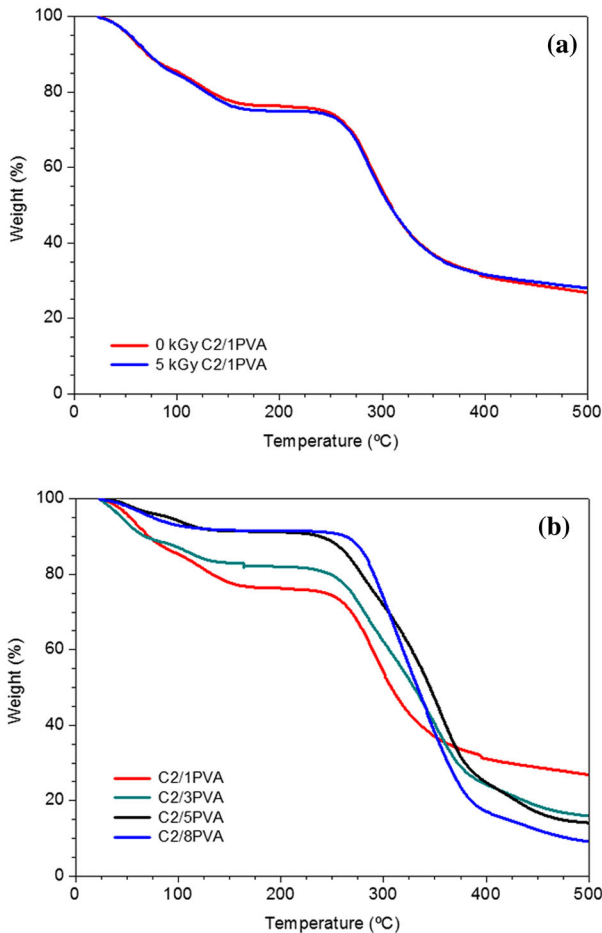 (a)
100
80
60
40
20
0
Weight (%)
0 kGy C2/1PVA
5 kGy C2/1PVA
0 100 200 300 400 500
Temperature (ºC)
(b)
100
80
60
40
20
0
Weight (%)
C2/1PVA
C2/3PVA
C2/5PVA
C2/8PVA
0 100 200 300 400 500
Temperature (ºC)